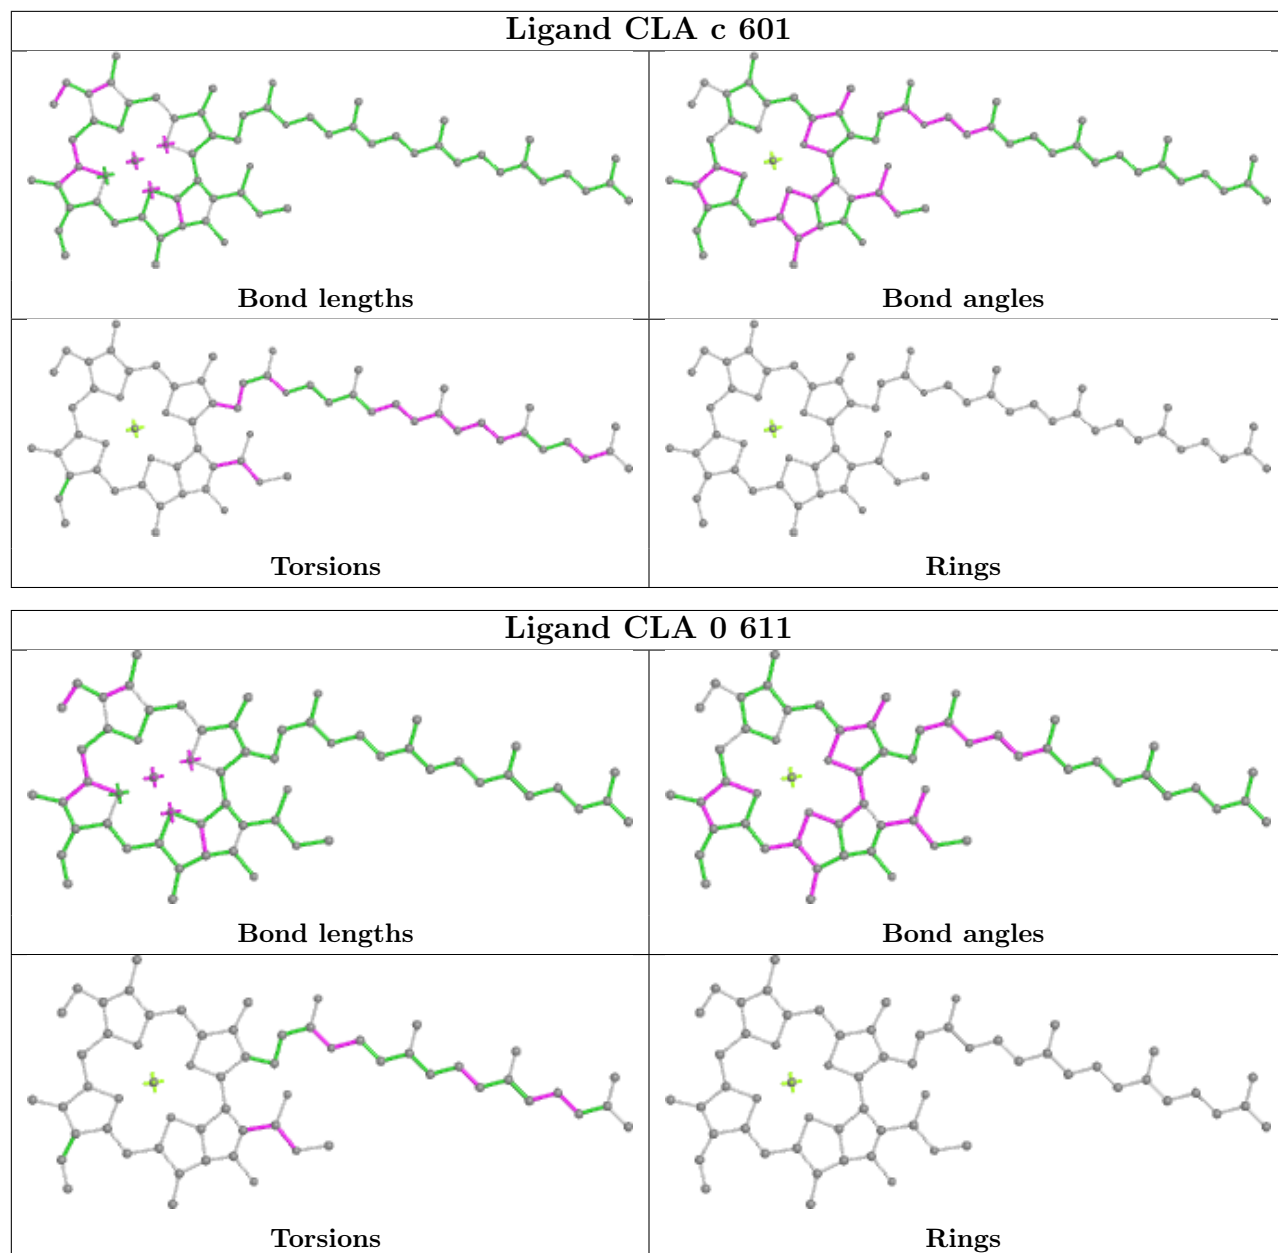 Ligand CLA c 601
Bond lengths
Bond angles
Torsions
Rings
Ligand CLA 0 611
Bond lengths
Bond angles
Torsions
Rings